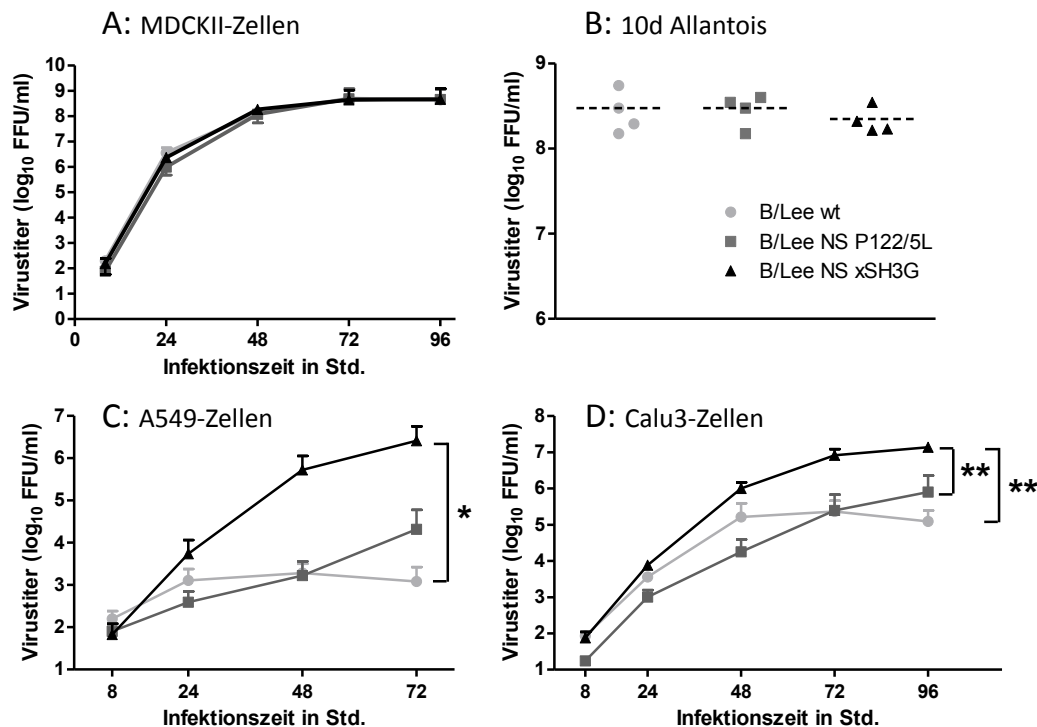 A: MDCKII-Zellen
Virustiter (log10 FFU/ml)
10
9
8
7
6
5
4
3
2
1
0
0 24 48 72 96
Infektionszeit in Std.
B: 10d Allantois
Virustiter (log10 FFU/ml)
9
8
7
6
B/Lee wt
B/Lee NS P122/5L
B/Lee NS xSH3G
C: A549-Zellen
Virustiter (log10 FFU/ml)
7
6
5
4
3
2
1
8 24 48 72
Infektionszeit in Std.
*
D: Calu3-Zellen
Virustiter (log10 FFU/ml)
8
7
6
5
4
3
2
1
8 24 48 72 96
Infektionszeit in Std.
** **